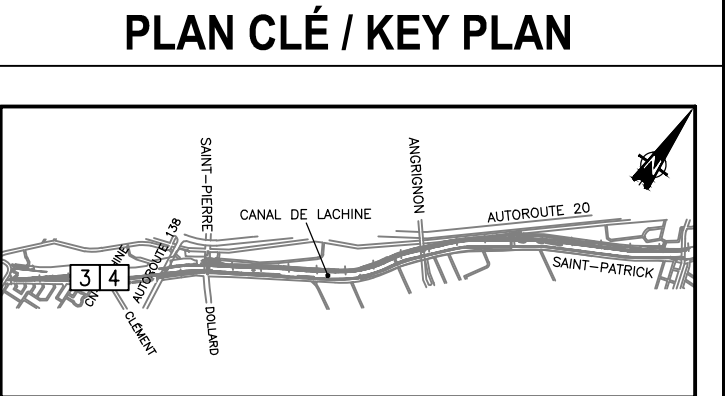 PLAN CLÉ / KEY PLAN
N
SAINT-PIERRE
ANGRIGNON
CANAL DE LACHINE
AUTOROUTE 20
AUTOROUTE 138
3 4
SAINT-PATRICK
CLÉMENT
DOLLARD